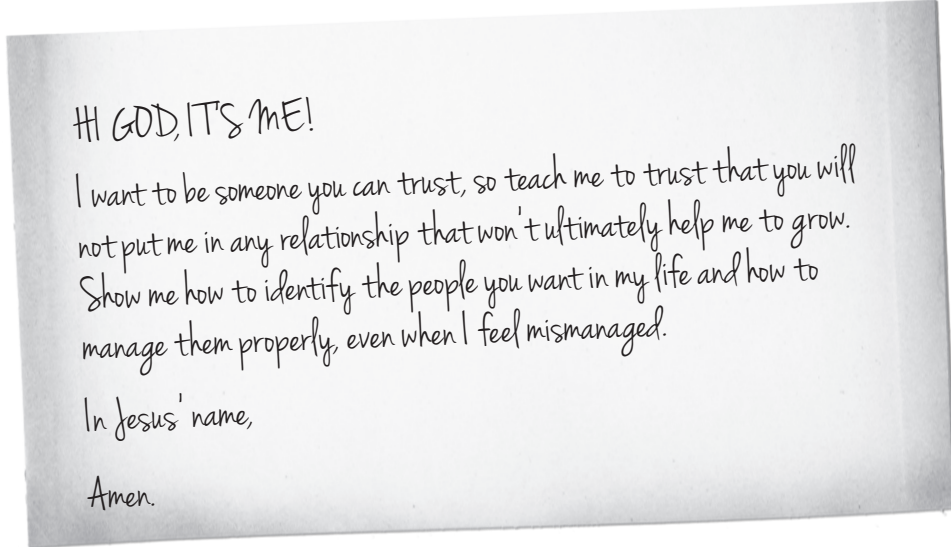 HI GOD, IT'S ME!
I want to be someone you can trust, so teach me to trust that you will
not put me in any relationship that won't ultimately help me to grow.
Show me how to identify the people you want in my life and how to
manage them properly, even when I feel mismanaged.
In Jesus' name,
Amen.